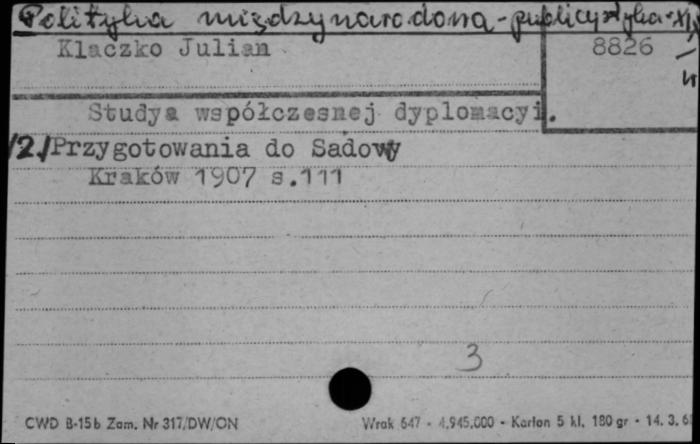 Polityka międzynarodowa - publicystyka - XIX w
Klaczko Julian 8826
Studya współczesnej dyplomacyi.
/2./Przygotowania do Sadowy
Kraków 1907 s.111
3
CWD B-15b Zam. Nr 317/DW/ON Wrak 647 - 4.945.000 - Karton 5 kl. 180 gr - 14. 3. 6